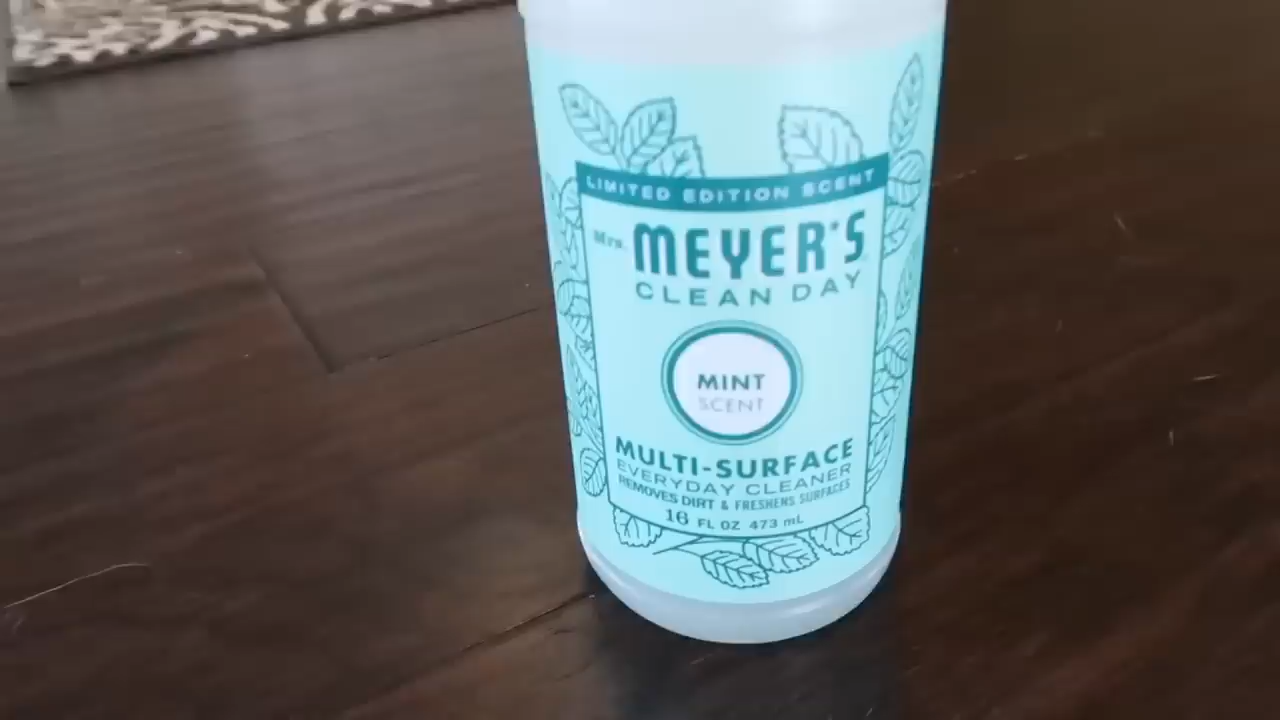 LIMITED EDITION SCENT
Mrs. MEYER'S
CLEAN DAY
MINT
SCENT
MULTI-SURFACE
EVERYDAY CLEANER
REMOVES DIRT & FRESHENS SURFACES
16 FL OZ 473 mL